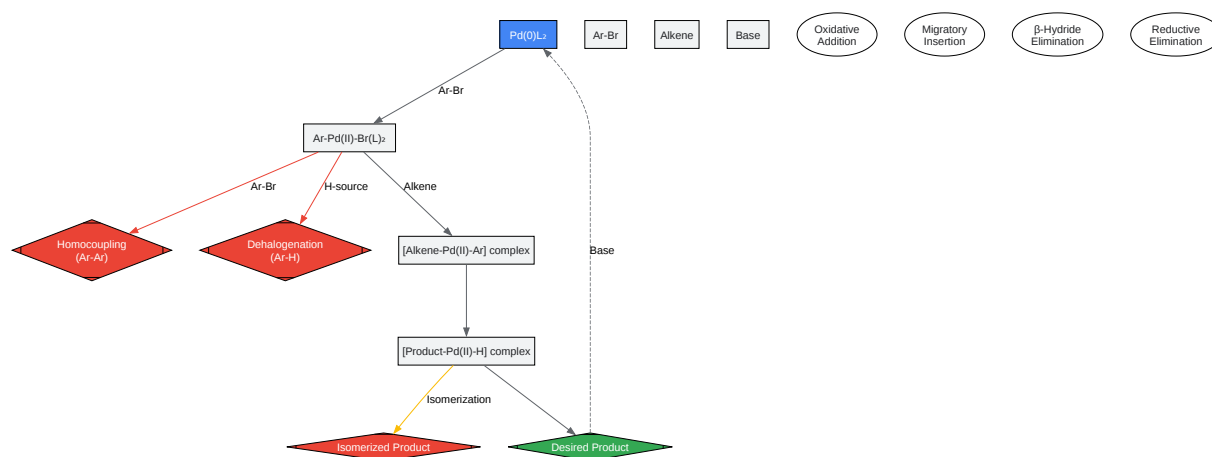 Pd(0)L₂
Ar-Br
Alkene
Base
Oxidative
Addition
Migratory
Insertion
β-Hydride
Elimination
Reductive
Elimination
Ar-Br
Ar-Pd(II)-Br(L)₂
Ar-Br
H-source
Alkene
Homocoupling
(Ar-Ar)
Dehalogenation
(Ar-H)
[Alkene-Pd(II)-Ar] complex
Base
[Product-Pd(II)-H] complex
Isomerization
Isomerized Product
Desired Product